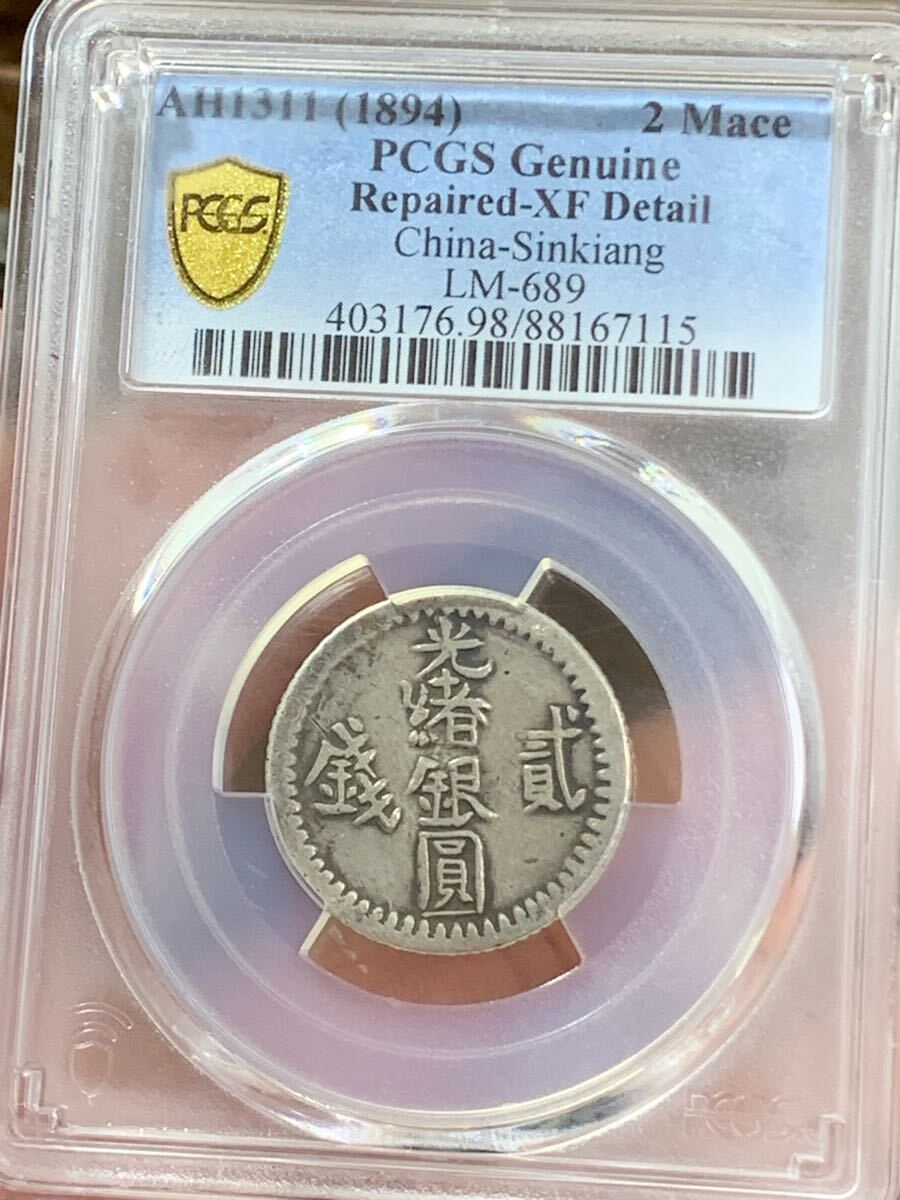 AH1311 (1894) 2 Mace
PCGS Genuine
Repaired-XF Detail
China-Sinkiang
LM-689
403176.98/88167115
PCGS
光緒銀圓
貳
錢
PCGS